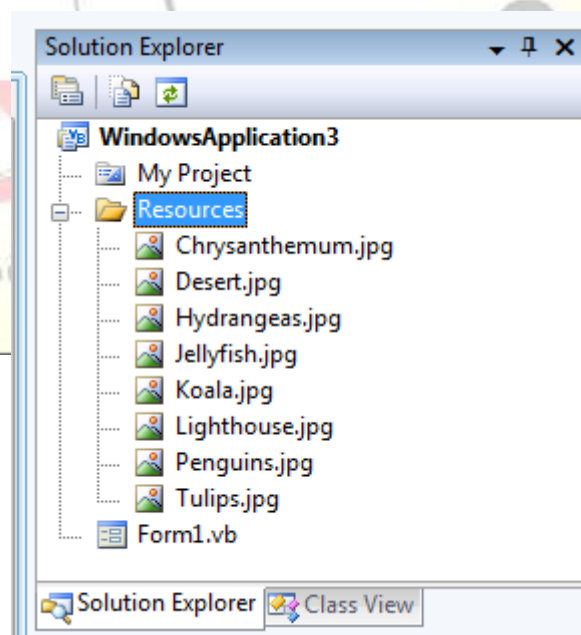 Solution Explorer
WindowsApplication3
My Project
Resources
Chrysanthemum.jpg
Desert.jpg
Hydrangeas.jpg
Jellyfish.jpg
Koala.jpg
Lighthouse.jpg
Penguins.jpg
Tulips.jpg
Form1.vb
Solution Explorer Class View